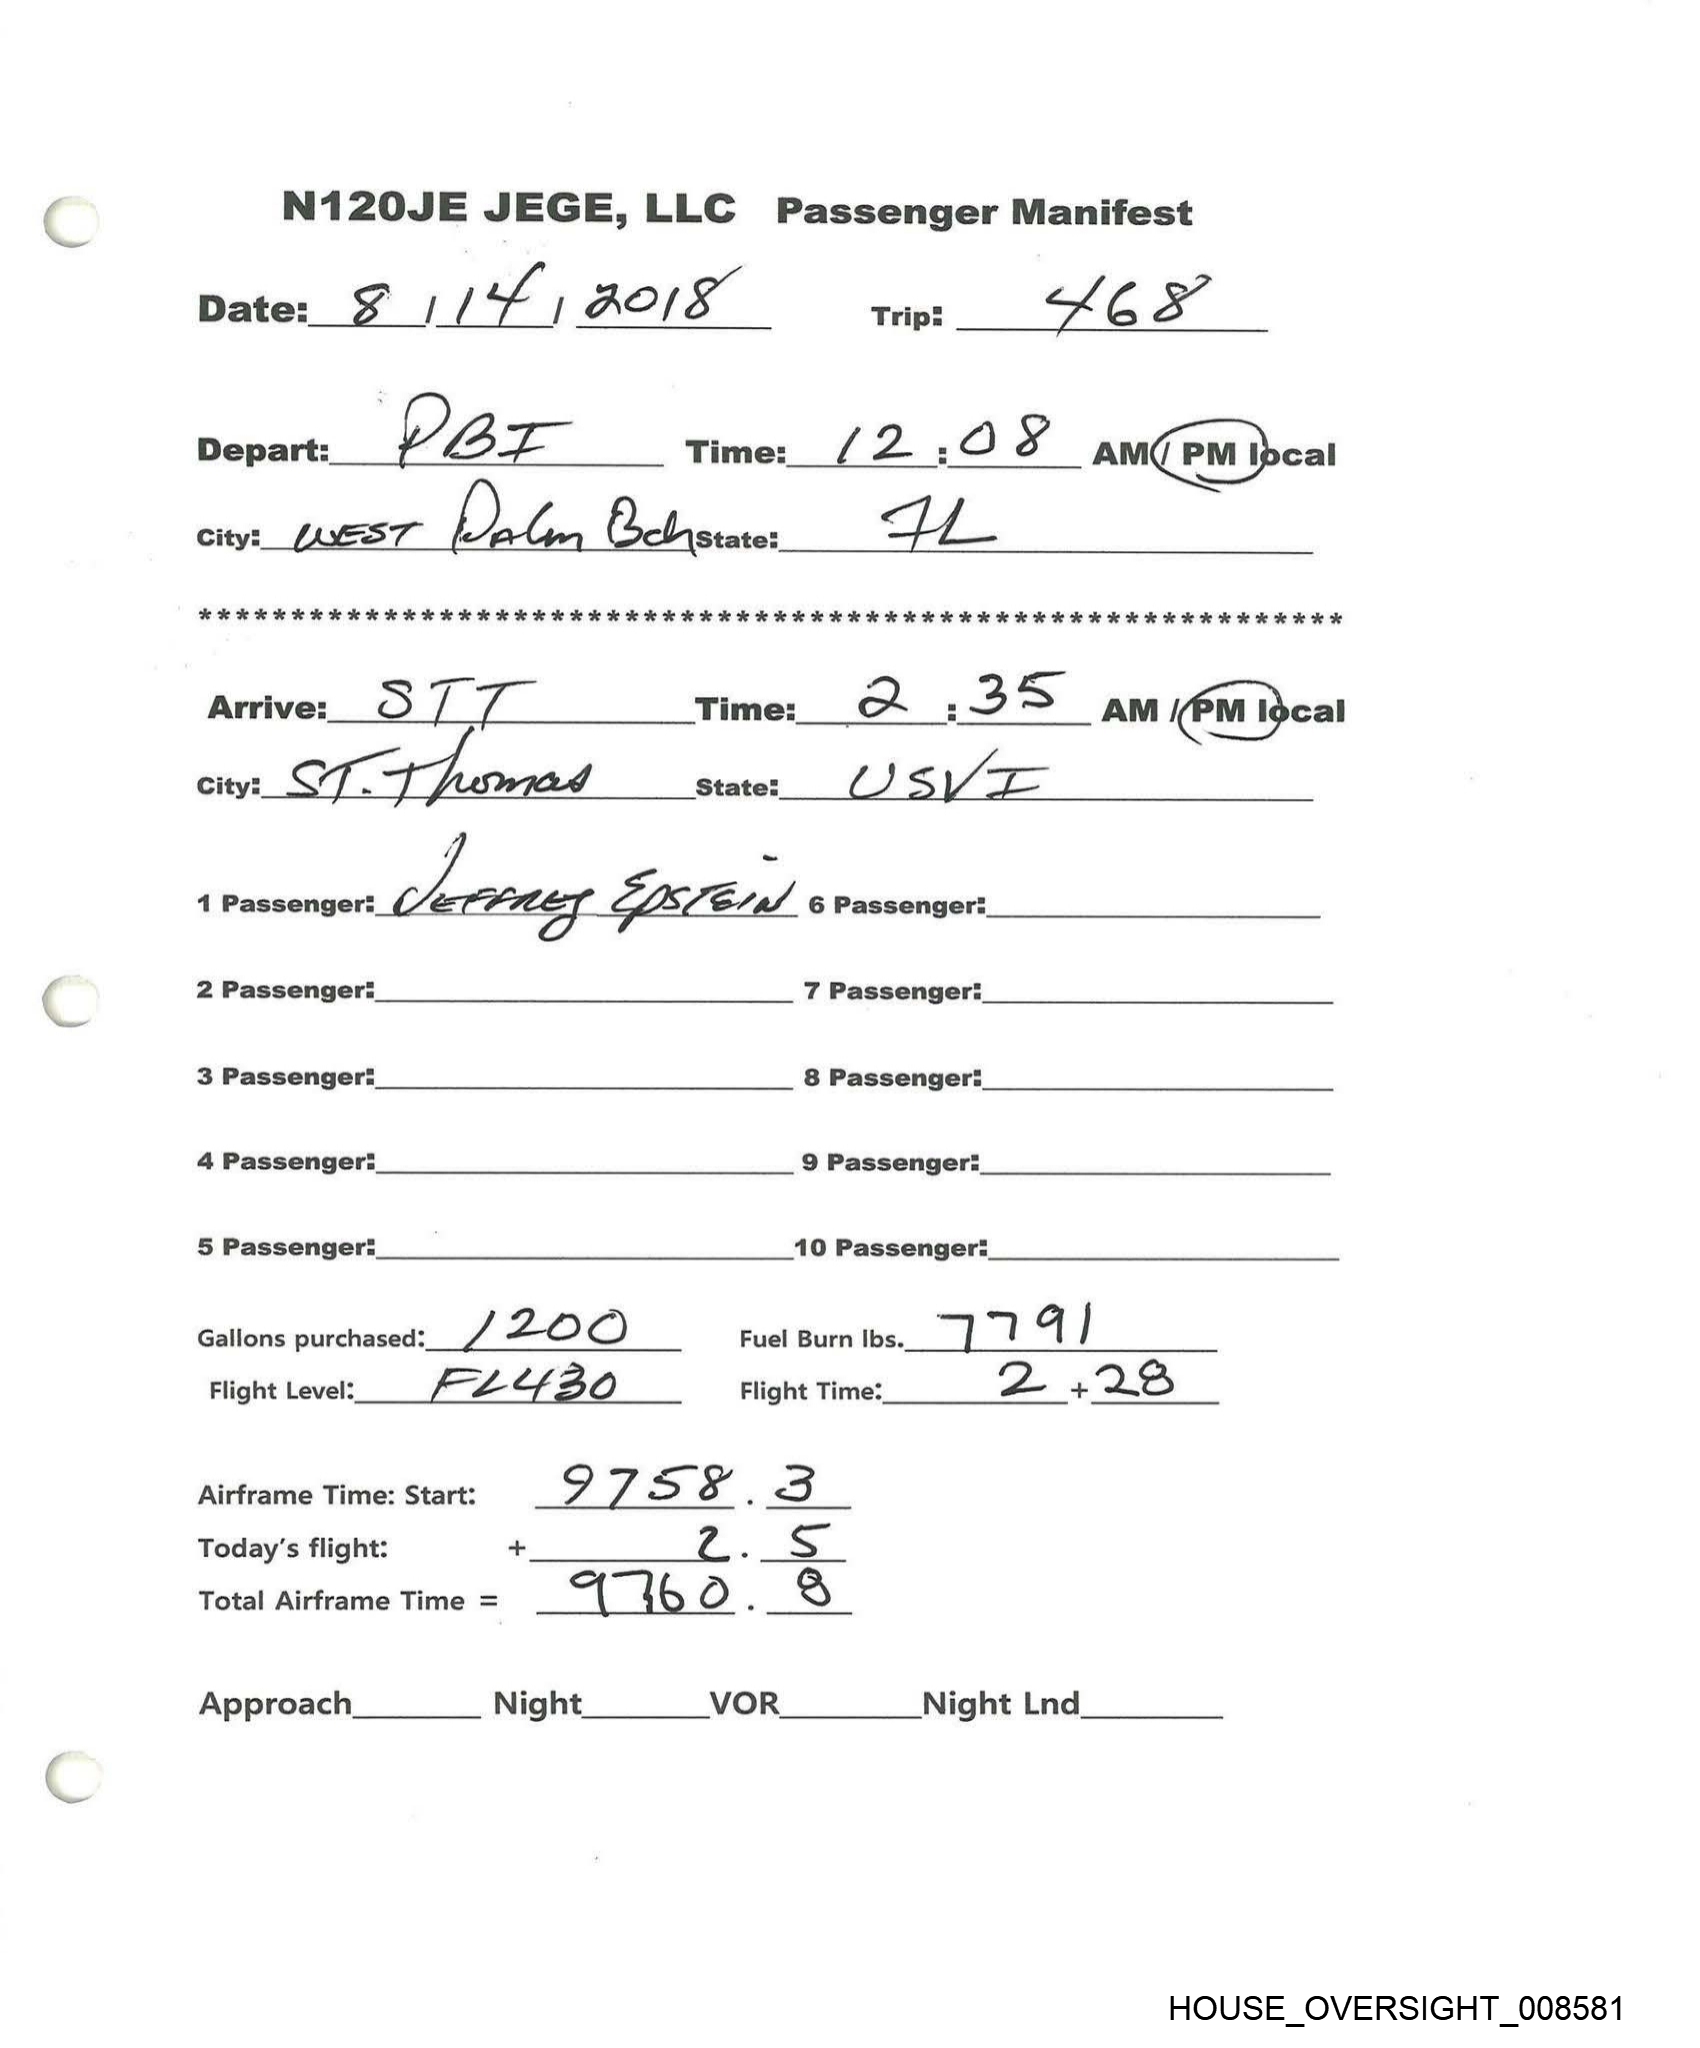 N120JE JEGE, LLC Passenger Manifest
Date: 8 / 14 / 2018 Trip: 468
Depart: PBI Time: 12 : 08 AM / PM local
City: WEST Palm Bch State: FL
*****************************************************************
Arrive: STT Time: 2 : 35 AM / PM local
City: ST. Thomas State: USVI
1 Passenger: Jeffrey Epstein 6 Passenger:
2 Passenger: 7 Passenger:
3 Passenger: 8 Passenger:
4 Passenger: 9 Passenger:
5 Passenger: 10 Passenger:
Gallons purchased: 1200 Fuel Burn lbs. 7791
Flight Level: FL430 Flight Time: 2 + 28
Airframe Time: Start: 9758 . 3
Today's flight: + 2 . 5
Total Airframe Time = 9760 . 8
Approach Night VOR Night Lnd
HOUSE_OVERSIGHT_008581